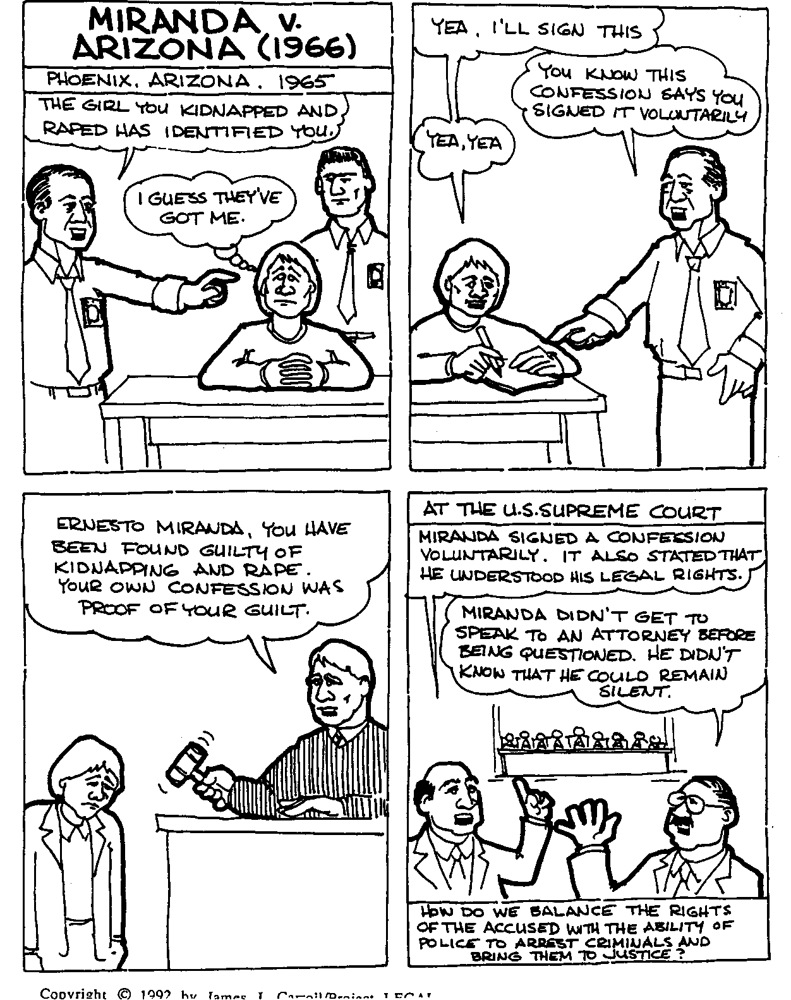 MIRANDA v.
ARIZONA (1966)
PHOENIX, ARIZONA. 1965
THE GIRL YOU KIDNAPPED AND
RAPED HAS IDENTIFIED YOU.
I GUESS THEY'VE
GOT ME.
YEA, I'LL SIGN THIS
YOU KNOW THIS
CONFESSION SAYS YOU
SIGNED IT VOLUNTARILY
YEA, YEA
ERNESTO MIRANDA, YOU HAVE
BEEN FOUND GUILTY OF
KIDNAPPING AND RAPE.
YOUR OWN CONFESSION WAS
PROOF OF YOUR GUILT.
AT THE U.S. SUPREME COURT
MIRANDA SIGNED A CONFESSION
VOLUNTARILY. IT ALSO STATED THAT
HE UNDERSTOOD HIS LEGAL RIGHTS.
MIRANDA DIDN'T GET TO
SPEAK TO AN ATTORNEY BEFORE
BEING QUESTIONED. HE DIDN'T
KNOW THAT HE COULD REMAIN
SILENT.
HOW DO WE BALANCE THE RIGHTS
OF THE ACCUSED WITH THE ABILITY OF
POLICE TO ARREST CRIMINALS AND
BRING THEM TO JUSTICE?
Copyright © 1992 by James J. Carroll/Project LEGAL